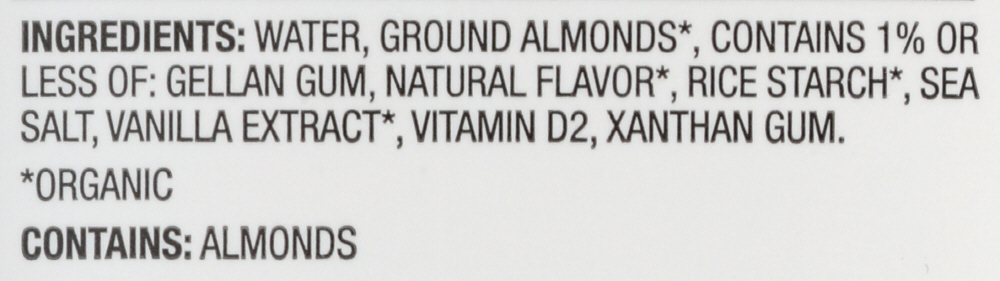 INGREDIENTS: WATER, GROUND ALMONDS*, CONTAINS 1% OR
LESS OF: GELLAN GUM, NATURAL FLAVOR*, RICE STARCH*, SEA
SALT, VANILLA EXTRACT*, VITAMIN D2, XANTHAN GUM.
*ORGANIC
CONTAINS: ALMONDS